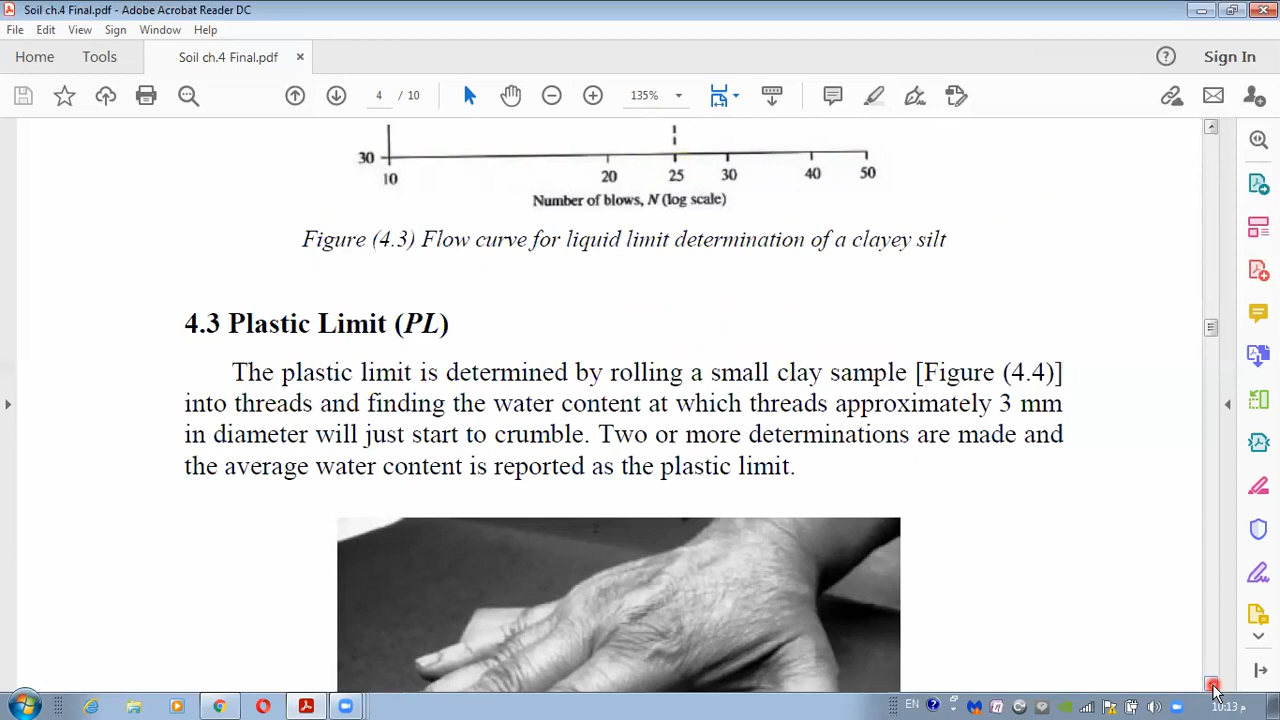 Soil ch.4 Final.pdf - Adobe Acrobat Reader DC
File Edit View Sign Window Help
Home Tools Soil ch.4 Final.pdf × Sign In
4 / 10 135%
30
10 20 25 30 40 50
Number of blows, N (log scale)
Figure (4.3) Flow curve for liquid limit determination of a clayey silt
4.3 Plastic Limit (PL)
The plastic limit is determined by rolling a small clay sample [Figure (4.4)]
into threads and finding the water content at which threads approximately 3 mm
in diameter will just start to crumble. Two or more determinations are made and
the average water content is reported as the plastic limit.
EN 10:13 م